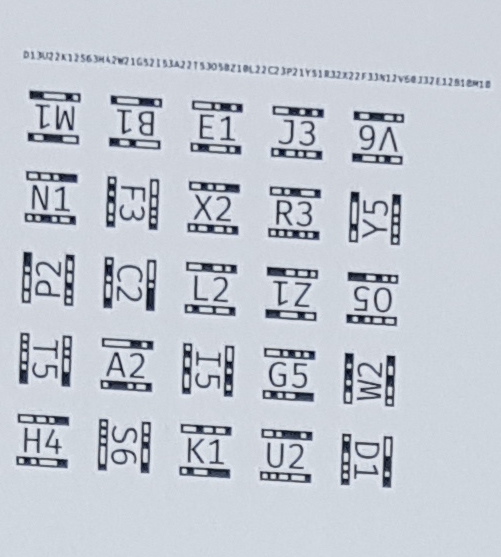 D13U22K12S63H42W21G52I53A22T53O50Z10L22C23P21Y51R32X22F33N12V60J32E12B10M10
M1 B1 E1 J3 V6
N1 F3 X2 R3 Y5
P2 C2 L2 Z1 O5
T5 A2 I5 G5 W2
H4 S6 K1 U2 D1